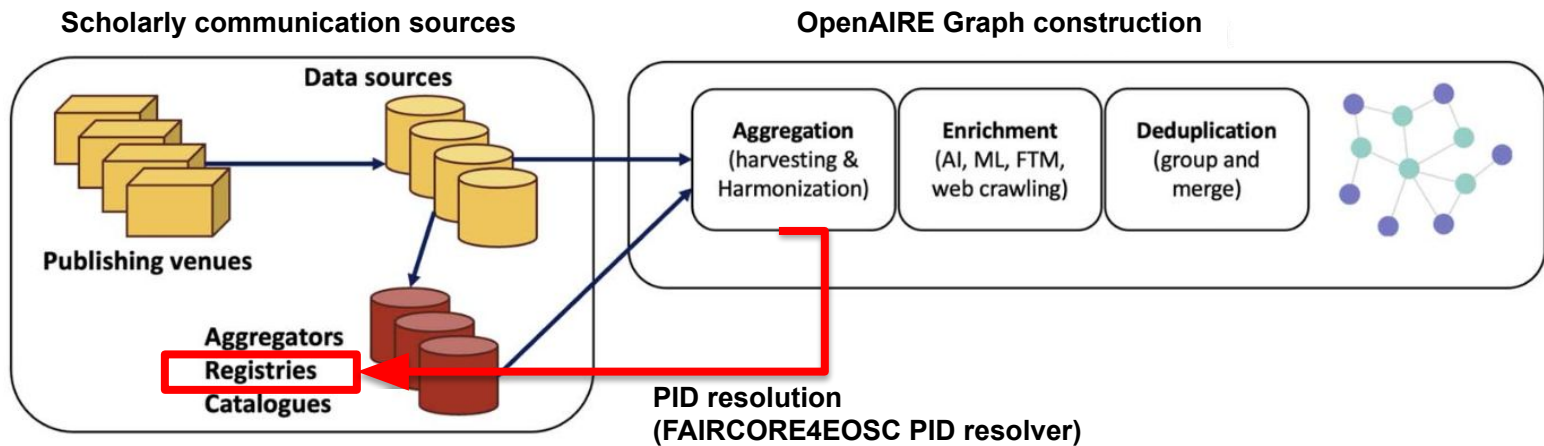 Scholarly communication sources
OpenAIRE Graph construction
Data sources
Publishing venues
Aggregators
Registries
Catalogues
Aggregation
(harvesting &
Harmonization)
Enrichment
(AI, ML, FTM,
web crawling)
Deduplication
(group and
merge)
PID resolution
(FAIRCORE4EOSC PID resolver)